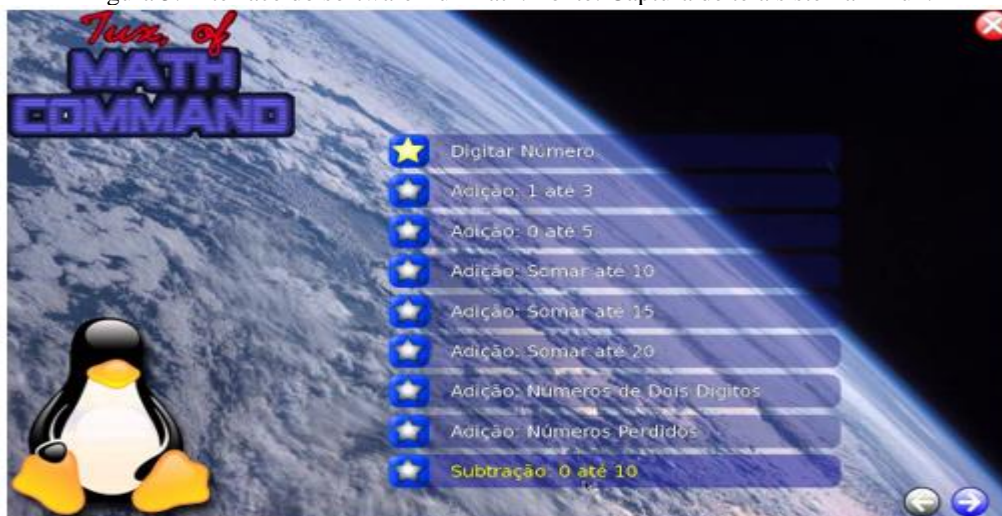 Tux, of
MATH
COMMAND
Digitar Número
Adição: 1 até 3
Adição: 0 até 5
Adição: Somar até 10
Adição: Somar até 15
Adição: Somar até 20
Adição: Números de Dois Digitos
Adição: Números Perdidos
Subtração: 0 até 10